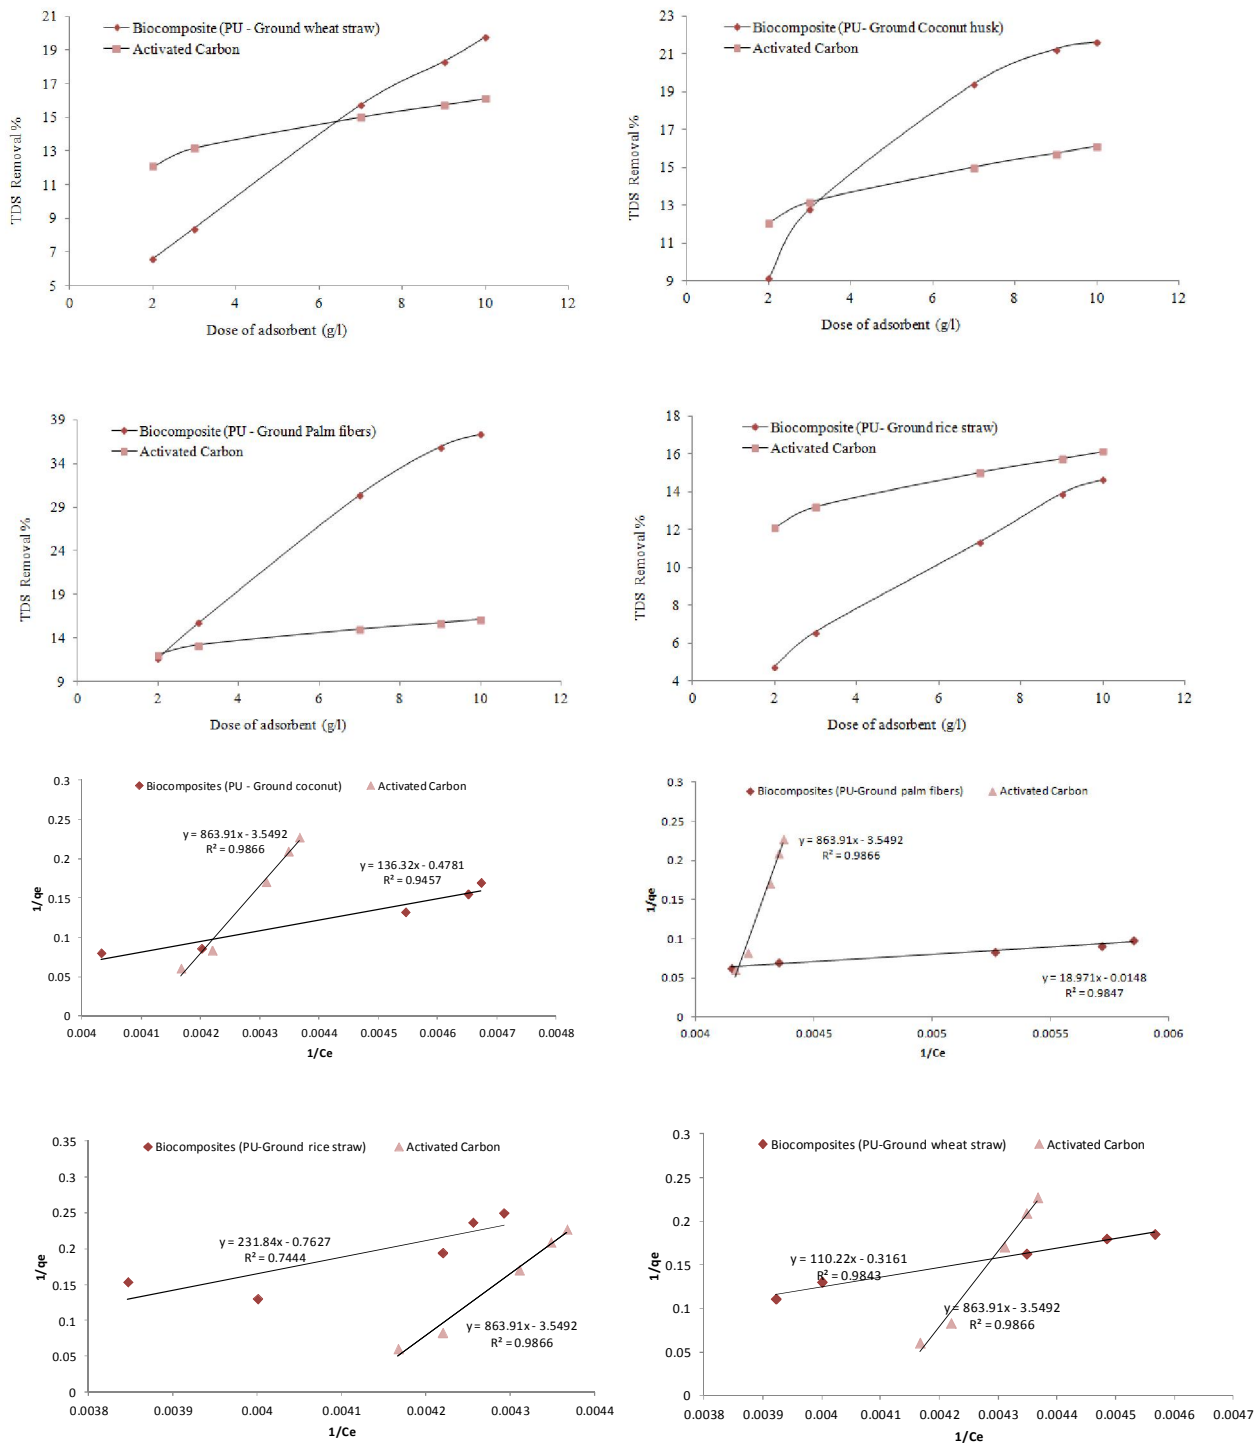 Biocomposite (PU - Ground wheat straw)
Activated Carbon
21
19
17
15
13
11
9
7
5
TDS Removal %
0 2 4 6 8 10 12
Dose of adsorbent (g/l)
Biocomposite (PU- Ground Coconut husk)
Activated Carbon
23
21
19
17
15
13
11
9
TDS Removal %
0 2 4 6 8 10 12
Dose of adsorbent (g/l)
Biocomposite (PU - Ground Palm fibers)
Activated Carbon
39
34
29
24
19
14
9
TDS Removal %
0 2 4 6 8 10 12
Dose of adsorbent (g/l)
Biocomposite (PU- Ground rice straw)
Activated Carbon
18
16
14
12
10
8
6
4
TDS Removal %
0 2 4 6 8 10 12
Dose of adsorbent (g/l)
Biocomposites (PU - Ground coconut) Activated Carbon
0.3
0.25
0.2
0.15
0.1
0.05
0
1/qe
y = 863.91x - 3.5492
R² = 0.9866
y = 136.32x - 0.4781
R² = 0.9457
0.004 0.0041 0.0042 0.0043 0.0044 0.0045 0.0046 0.0047 0.0048
1/Ce
Biocomposites (PU-Ground palm fibers) Activated Carbon
0.3
0.25
0.2
0.15
0.1
0.05
0
1/qe
y = 863.91x - 3.5492
R² = 0.9866
y = 18.971x - 0.0148
R² = 0.9847
0.004 0.0045 0.005 0.0055 0.006
1/Ce
Biocomposites (PU-Ground rice straw) Activated Carbon
0.35
0.3
0.25
0.2
0.15
0.1
0.05
0
1/qe
y = 231.84x - 0.7627
R² = 0.7444
y = 863.91x - 3.5492
R² = 0.9866
0.0038 0.0039 0.004 0.0041 0.0042 0.0043 0.0044
1/Ce
Biocomposites (PU-Ground wheat straw) Activated Carbon
0.3
0.25
0.2
0.15
0.1
0.05
0
1/qe
y = 110.22x - 0.3161
R² = 0.9843
y = 863.91x - 3.5492
R² = 0.9866
0.0038 0.0039 0.004 0.0041 0.0042 0.0043 0.0044 0.0045 0.0046 0.0047
1/Ce